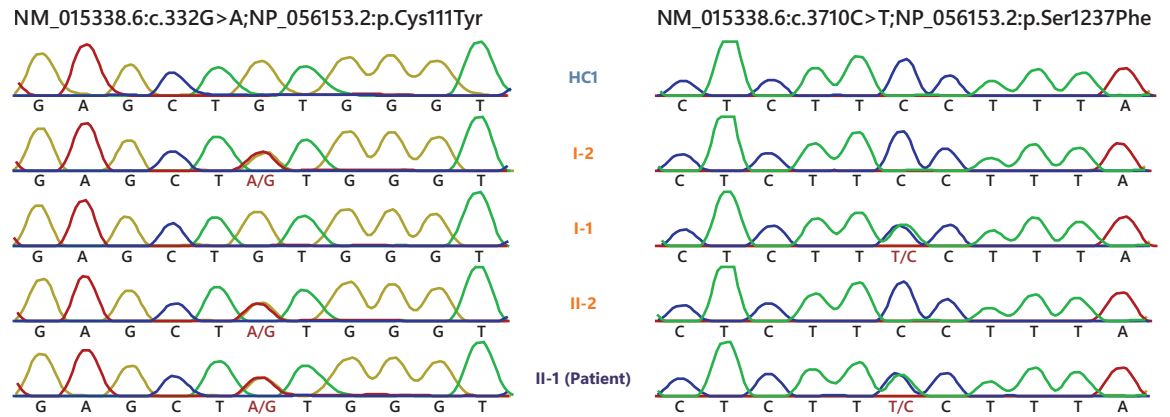 NM_015338.6:c.332G>A;NP_056153.2:p.Cys111Tyr NM_015338.6:c.3710C>T;NP_056153.2:p.Ser1237Phe
HC1
G A G C T G T G G G T C T C T T C C T T T A
I-2
G A G C T A/G T G G G T C T C T T C C T T T A
I-1
G A G C T G T G G G T C T C T T T/C C T T T A
II-2
G A G C T A/G T G G G T C T C T T C C T T T A
II-1 (Patient)
G A G C T A/G T G G G T C T C T T T/C C T T T A